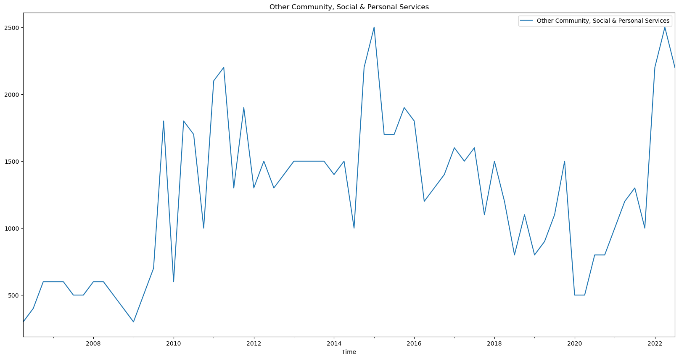 Other Community, Social & Personal Services
Other Community, Social & Personal Services
2500
2000
1500
1000
500
2008 2010 2012 2014 2016 2018 2020 2022
Time